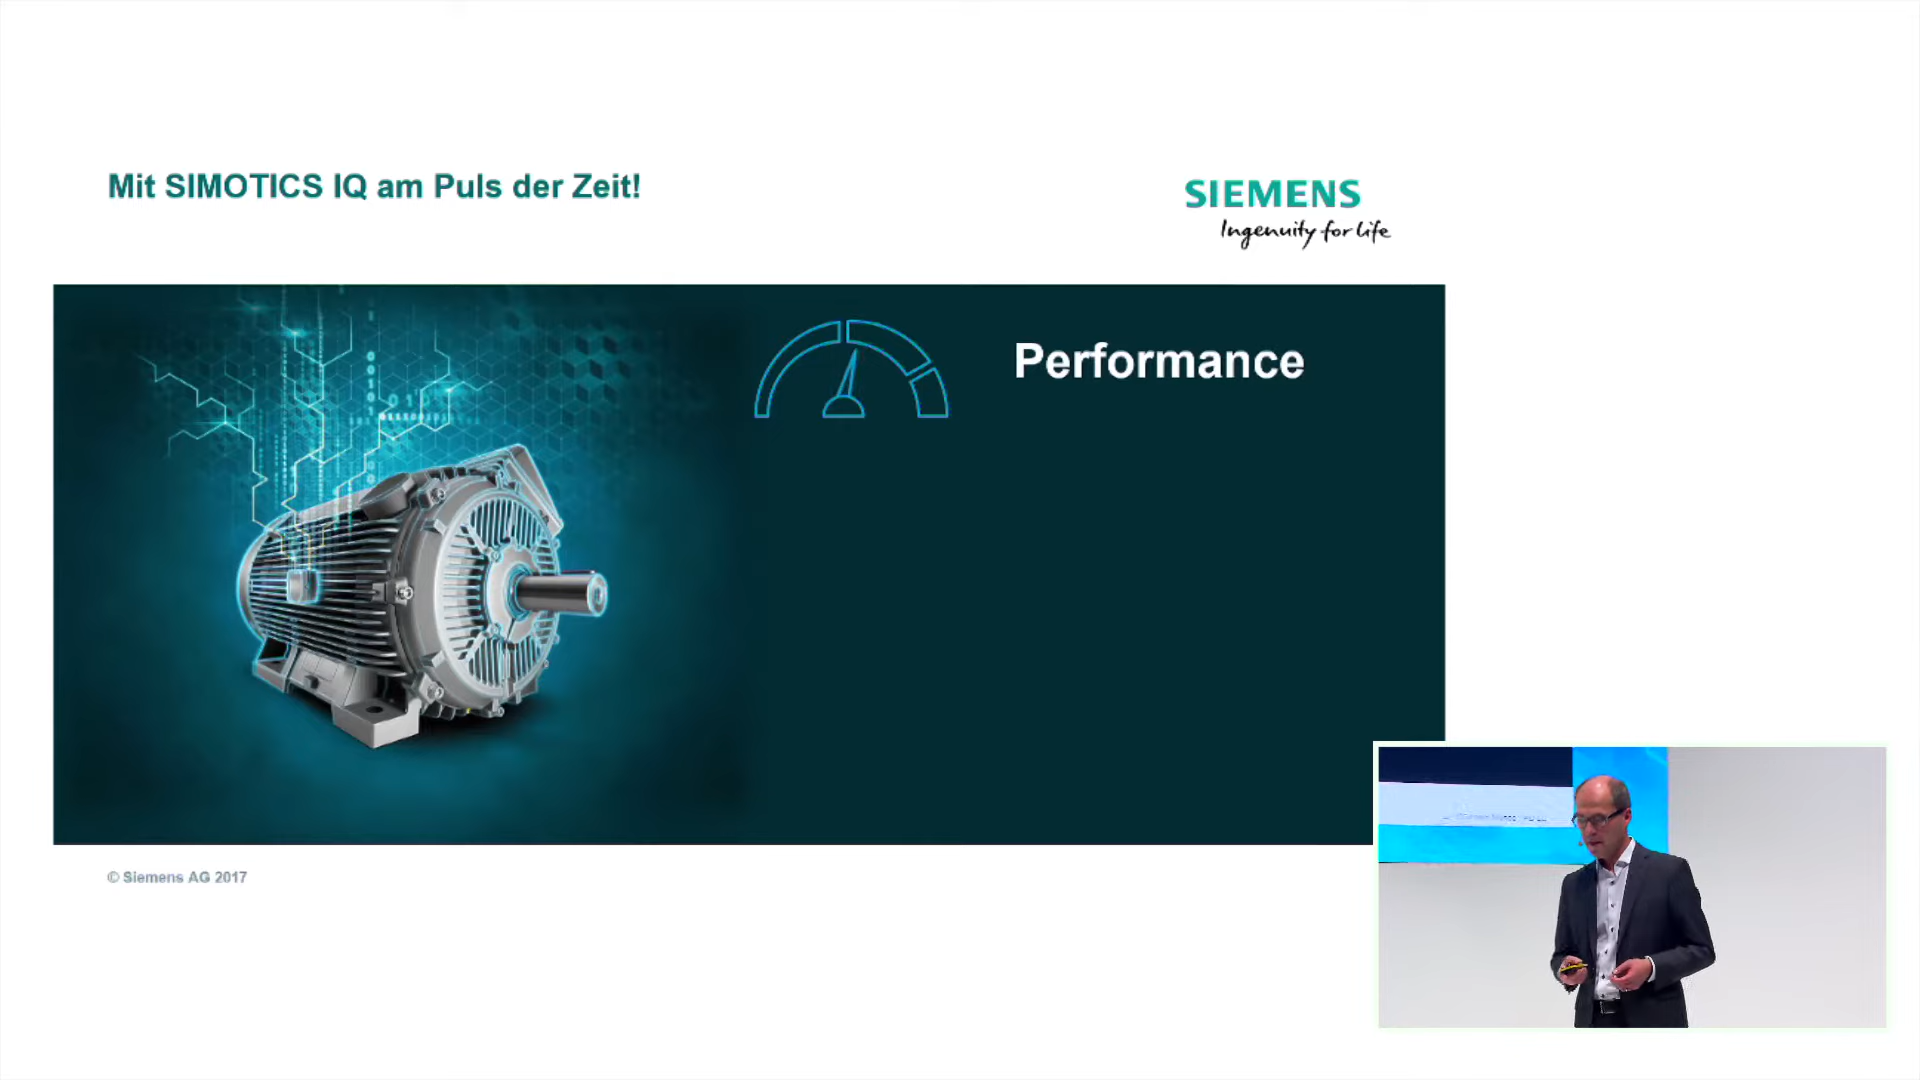 Mit SIMOTICS IQ am Puls der Zeit!
SIEMENS
Ingenuity for life
Performance
© Siemens AG 2017